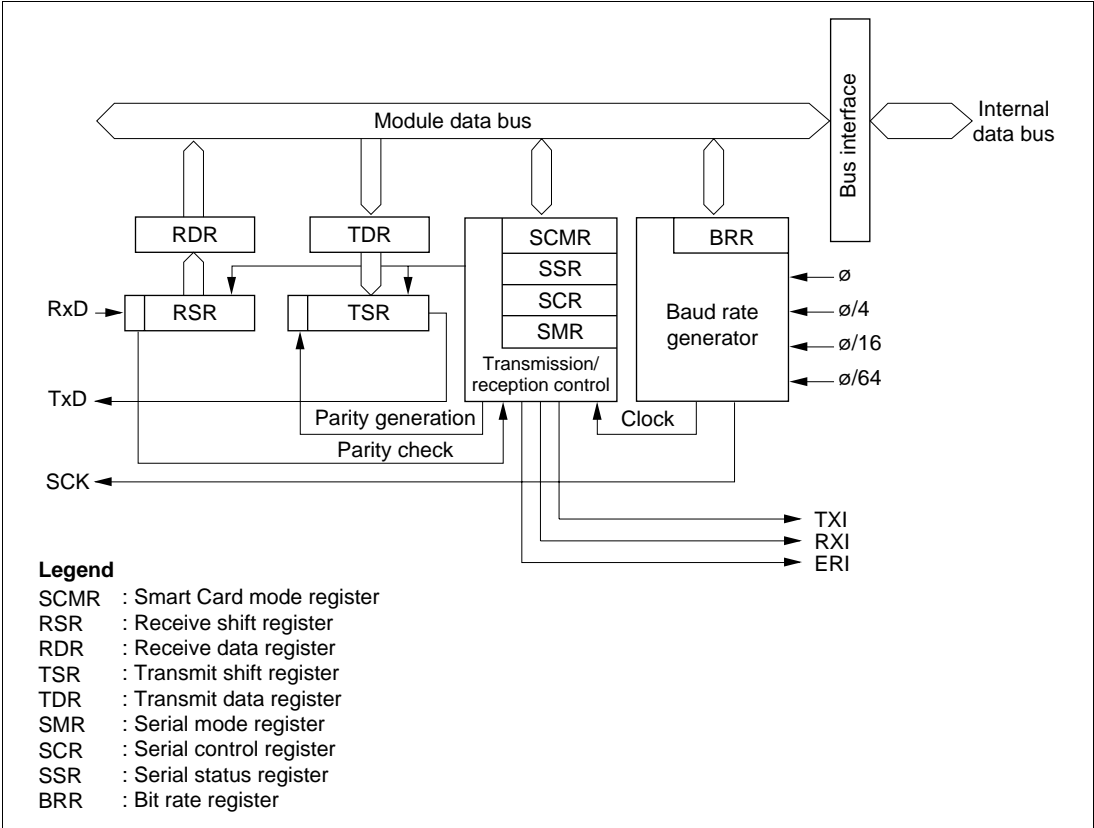 Module data bus
Bus interface
Internal
data bus
RDR
TDR
SCMR
BRR
SSR
SCR
SMR
RxD
RSR
TSR
Baud rate
generator
ø
ø/4
ø/16
ø/64
Transmission/
reception control
TxD
Parity generation
Clock
Parity check
SCK
TXI
RXI
ERI
Legend
SCMR : Smart Card mode register
RSR : Receive shift register
RDR : Receive data register
TSR : Transmit shift register
TDR : Transmit data register
SMR : Serial mode register
SCR : Serial control register
SSR : Serial status register
BRR : Bit rate register